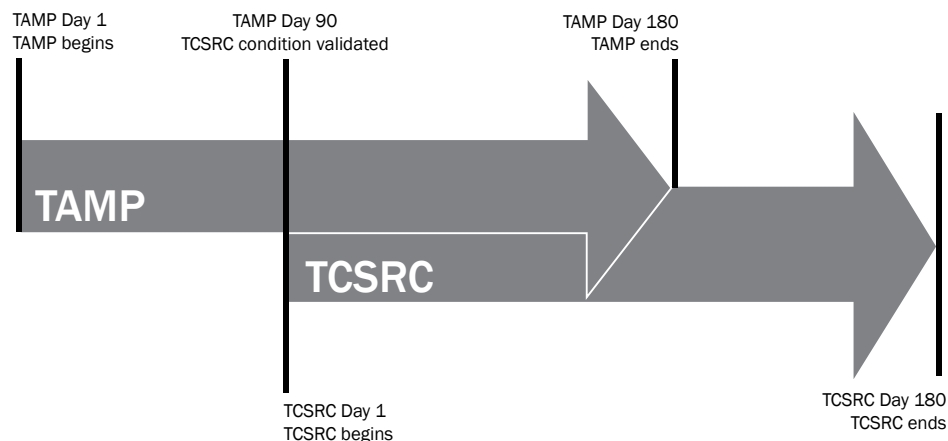 TAMP Day 1
TAMP begins
TAMP Day 90
TCSRC condition validated
TAMP Day 180
TAMP ends
TAMP
TCSRC
TCSRC Day 1
TCSRC begins
TCSRC Day 180
TCSRC ends